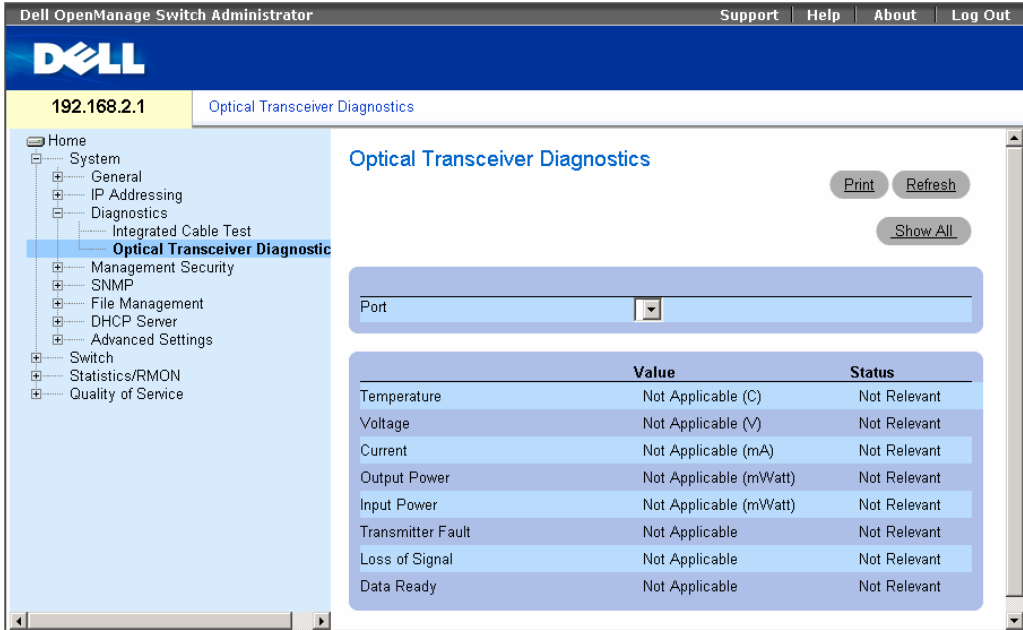 Dell OpenManage Switch Administrator
Support Help About Log Out
DELL
192.168.2.1
Optical Transceiver Diagnostics
Home
System
General
IP Addressing
Diagnostics
Integrated Cable Test
Optical Transceiver Diagnostic
Management Security
SNMP
File Management
DHCP Server
Advanced Settings
Switch
Statistics/RMON
Quality of Service
Optical Transceiver Diagnostics
Print Refresh
Show All
Port
Value Status
Temperature Not Applicable (C) Not Relevant
Voltage Not Applicable (V) Not Relevant
Current Not Applicable (mA) Not Relevant
Output Power Not Applicable (mWatt) Not Relevant
Input Power Not Applicable (mWatt) Not Relevant
Transmitter Fault Not Applicable Not Relevant
Loss of Signal Not Applicable Not Relevant
Data Ready Not Applicable Not Relevant